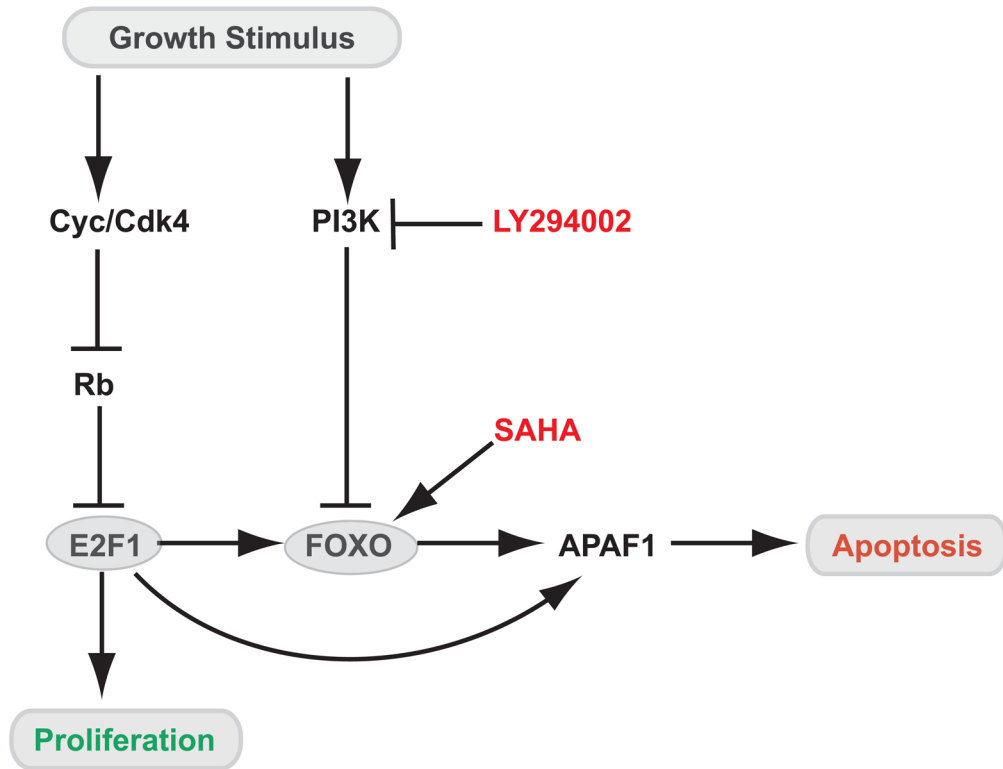 Growth Stimulus
Cyc/Cdk4
PI3K
LY294002
Rb
SAHA
E2F1
FOXO
APAF1
Apoptosis
Proliferation